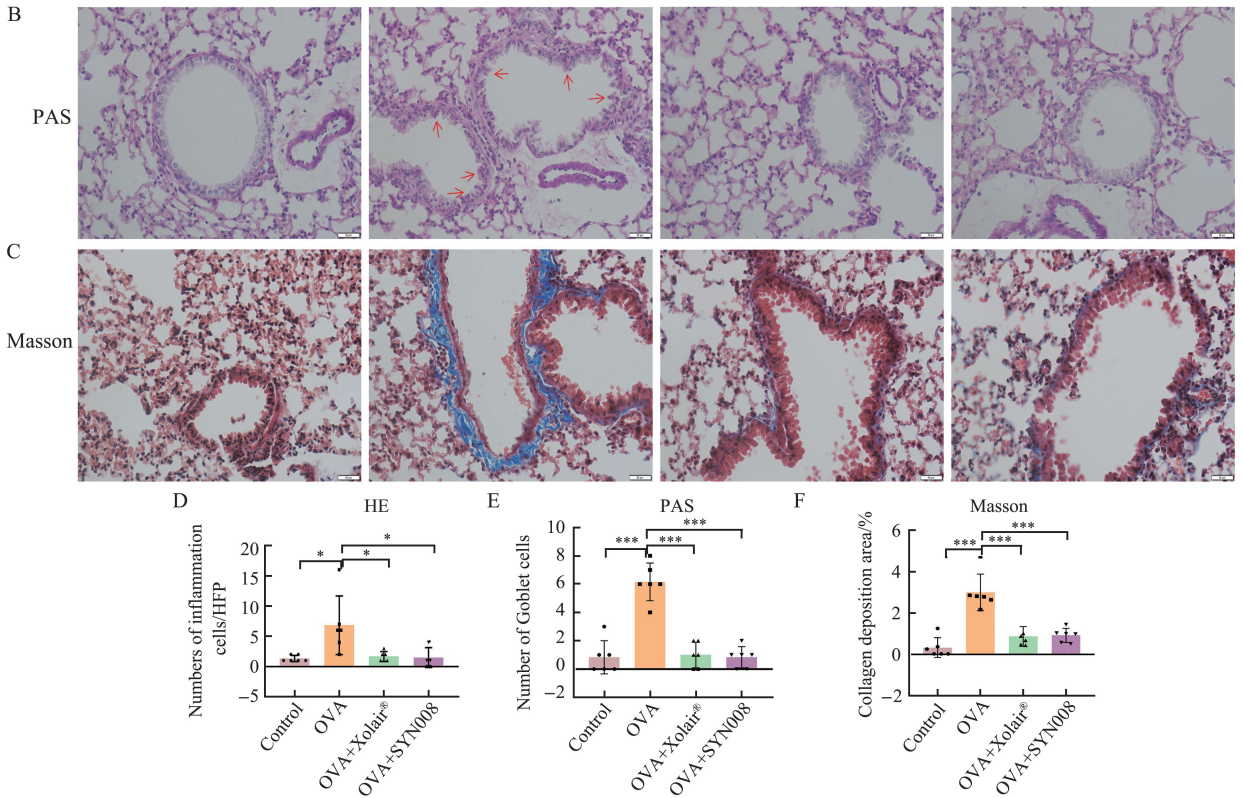 B
PAS
C
Masson
D
HE
Numbers of inflammation
cells/HFP
20
15
10
5
0
−5
*
*
*
Control
OVA
OVA+Xolair®
OVA+SYN008
E
PAS
Number of Goblet cells
10
8
6
4
2
0
−2
***
***
***
Control
OVA
OVA+Xolair®
OVA+SYN008
F
Masson
Collagen deposition area/%
6
4
2
0
−2
***
***
***
Control
OVA
OVA+Xolair®
OVA+SYN008